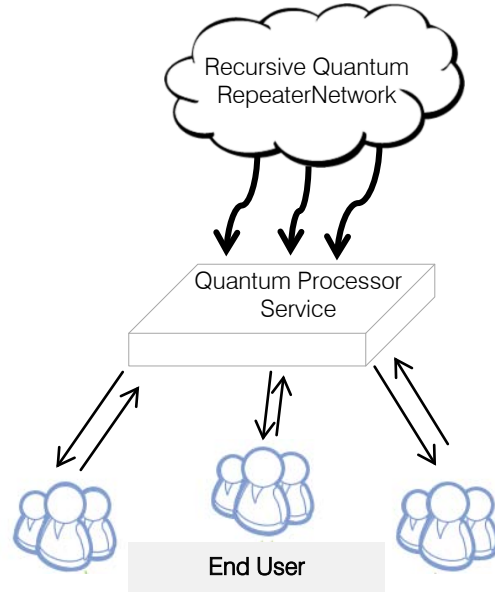 Recursive Quantum
RepeaterNetwork
Quantum Processor
Service
End User